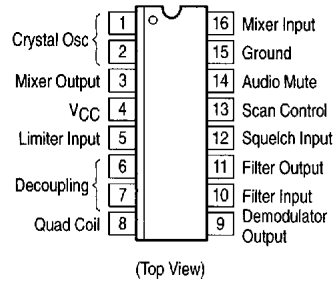 Crystal Osc
1
2
Mixer Output 3
VCC 4
Limiter Input 5
Decoupling
6
7
Quad Coil 8
16 Mixer Input
15 Ground
14 Audio Mute
13 Scan Control
12 Squelch Input
11 Filter Output
10 Filter Input
9 Demodulator
Output
(Top View)